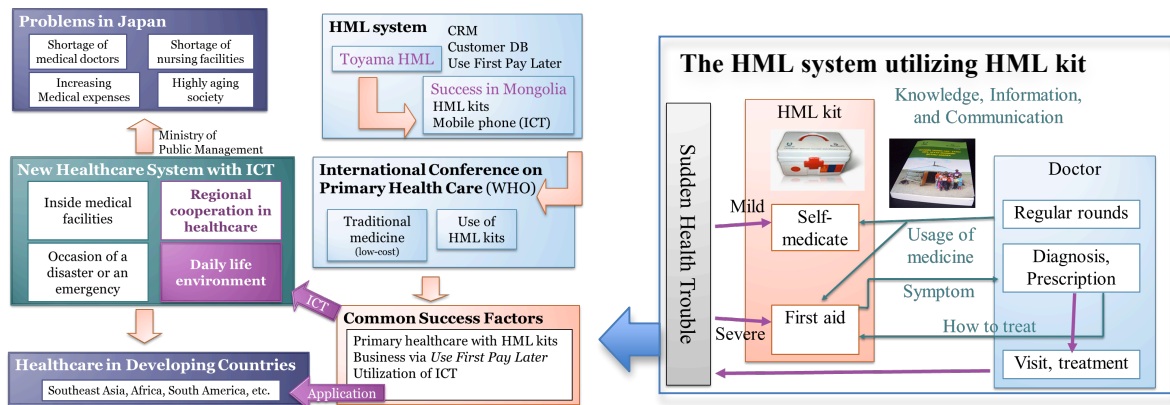 Problems in Japan
Shortage of
medical doctors
Shortage of
nursing facilities
Increasing
Medical expenses
Highly aging
society
Ministry of
Public Management
New Healthcare System with ICT
Inside medical
facilities
Regional
cooperation in
healthcare
Occasion of a
disaster or an
emergency
Daily life
environment
Healthcare in Developing Countries
Southeast Asia, Africa, South America, etc.
HML system
CRM
Customer DB
Use First Pay Later
Toyama HML
Success in Mongolia
HML kits
Mobile phone (ICT)
International Conference on
Primary Health Care (WHO)
Traditional
medicine
(low-cost)
Use of
HML kits
ICT
Common Success Factors
Primary healthcare with HML kits
Business via Use First Pay Later
Utilization of ICT
Application
The HML system utilizing HML kit
Knowledge, Information,
and Communication
Sudden Health Trouble
HML kit
Doctor
Mild
Self-
medicate
Regular rounds
Usage of
medicine
Diagnosis,
Prescription
Symptom
Severe
First aid
How to treat
Visit, treatment